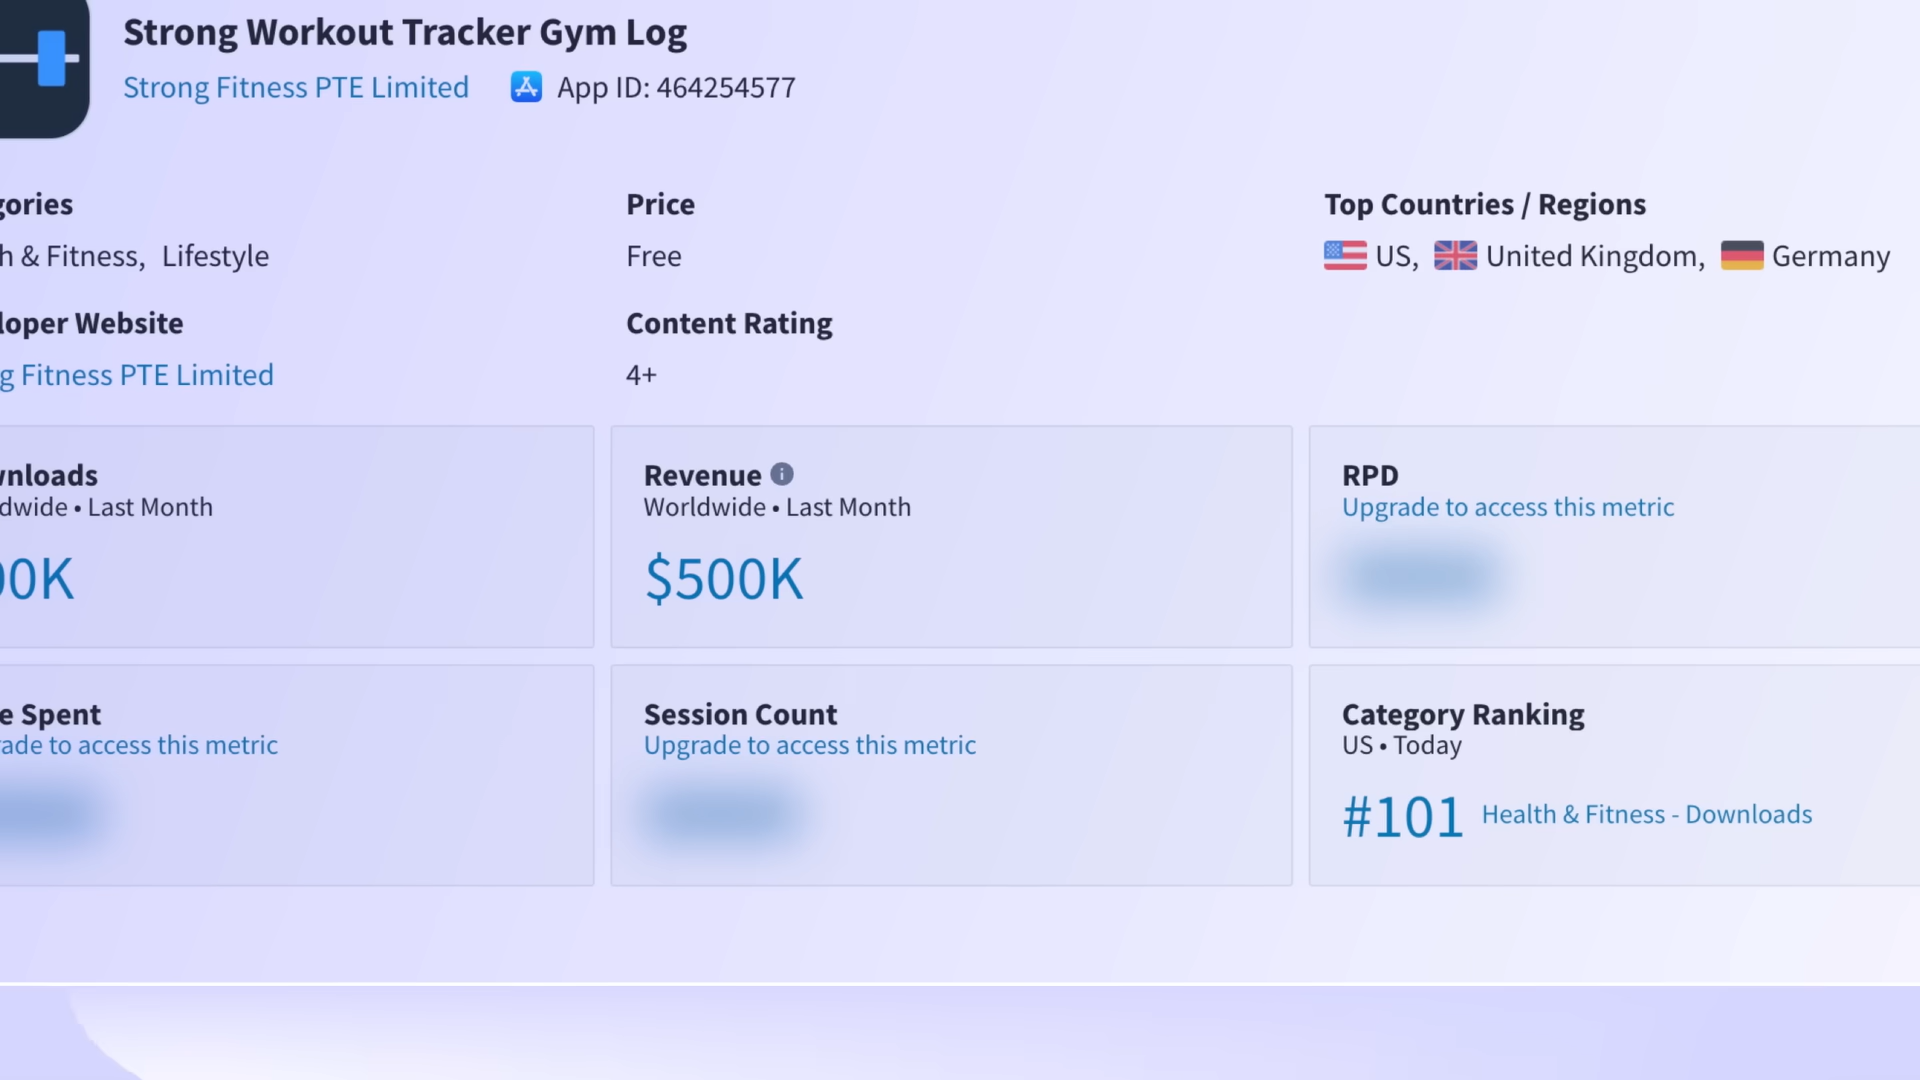 Strong Workout Tracker Gym Log
Strong Fitness PTE Limited App ID: 464254577
gories Price Top Countries / Regions
h & Fitness, Lifestyle Free US, United Kingdom, Germany
loper Website Content Rating
g Fitness PTE Limited 4+
wnloads Revenue RPD
dwide • Last Month Worldwide • Last Month Upgrade to access this metric
00K $500K
e Spent Session Count Category Ranking
rade to access this metric Upgrade to access this metric US • Today
#101 Health & Fitness - Downloads